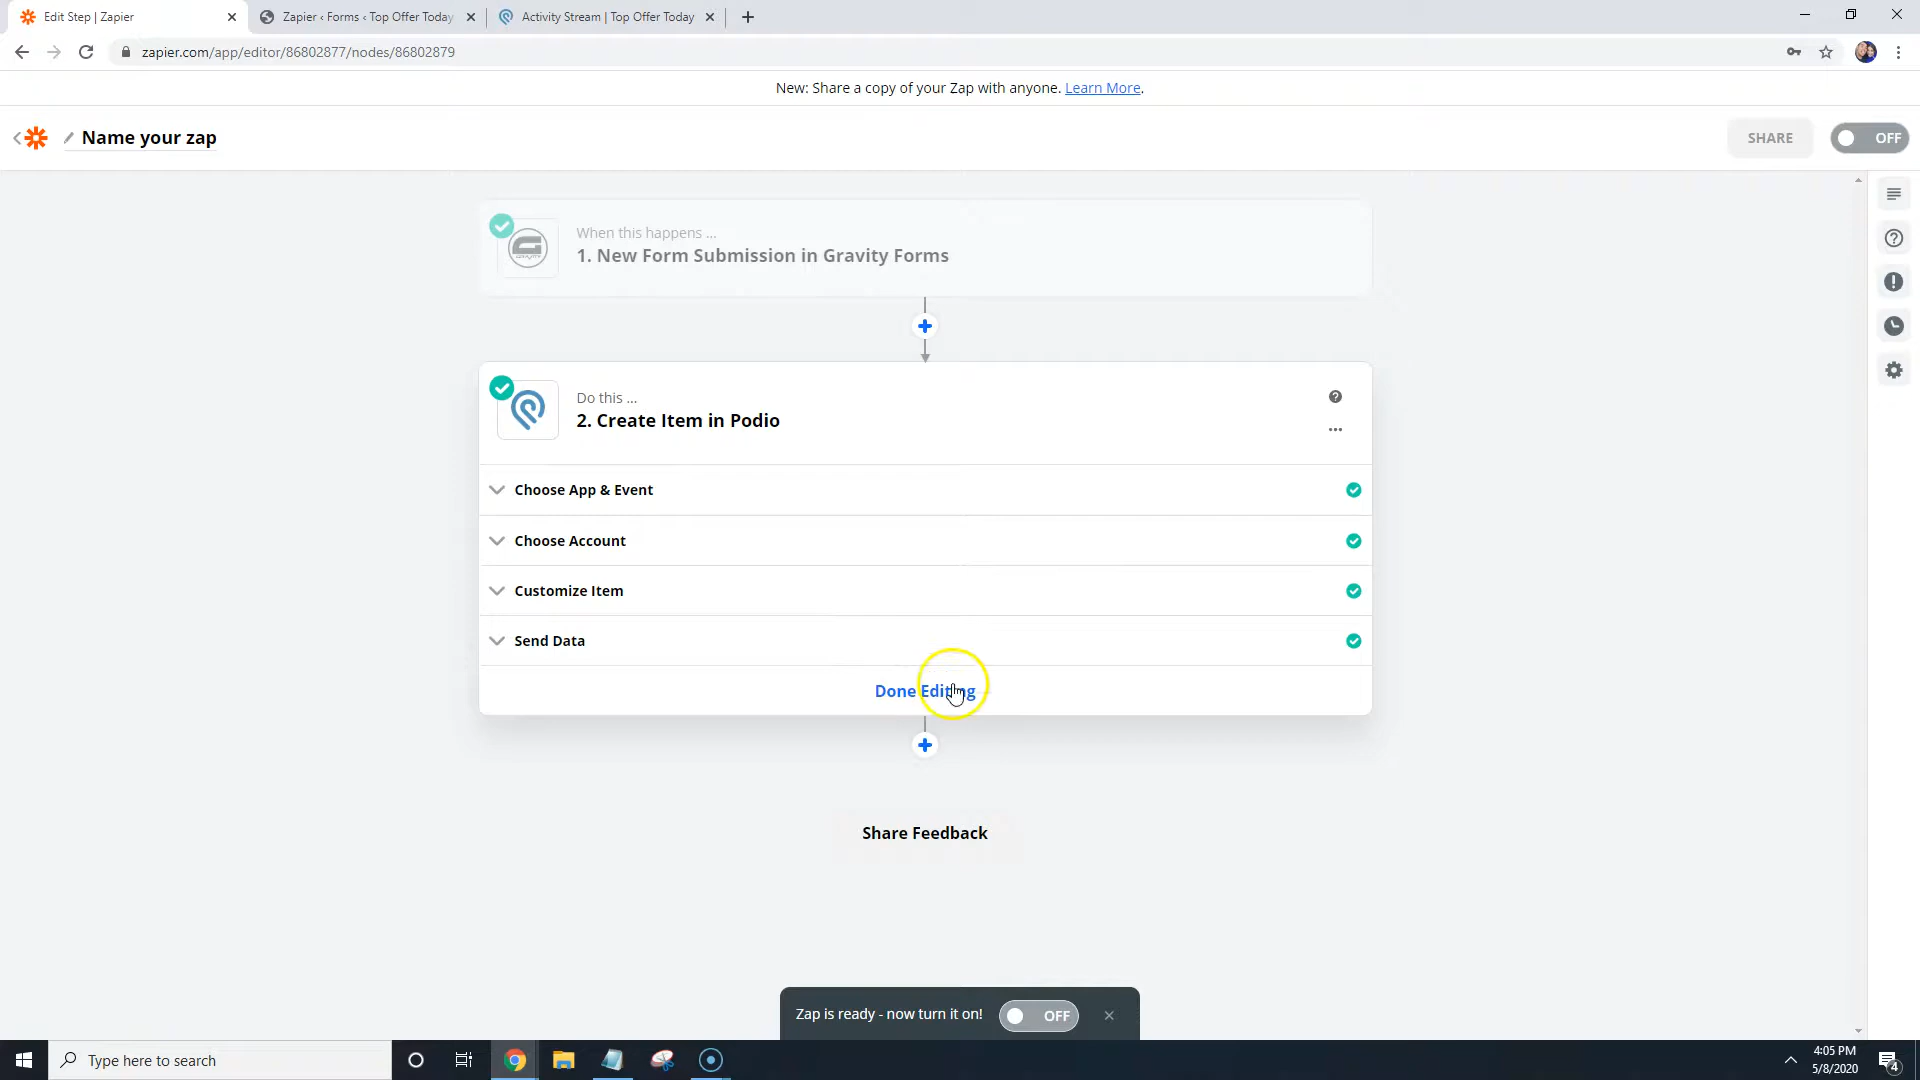 Edit Step | Zapier
Zapier ‹ Forms ‹ Top Offer Today
Activity Stream | Top Offer Today
zapier.com/app/editor/86802877/nodes/86802879
New: Share a copy of your Zap with anyone. Learn More.
Name your zap
SHARE
OFF
When this happens ...
1. New Form Submission in Gravity Forms
Do this ...
2. Create Item in Podio
Choose App & Event
Choose Account
Customize Item
Send Data
Done Editing
Share Feedback
Zap is ready - now turn it on!
OFF
Type here to search
4:05 PM
5/8/2020
4